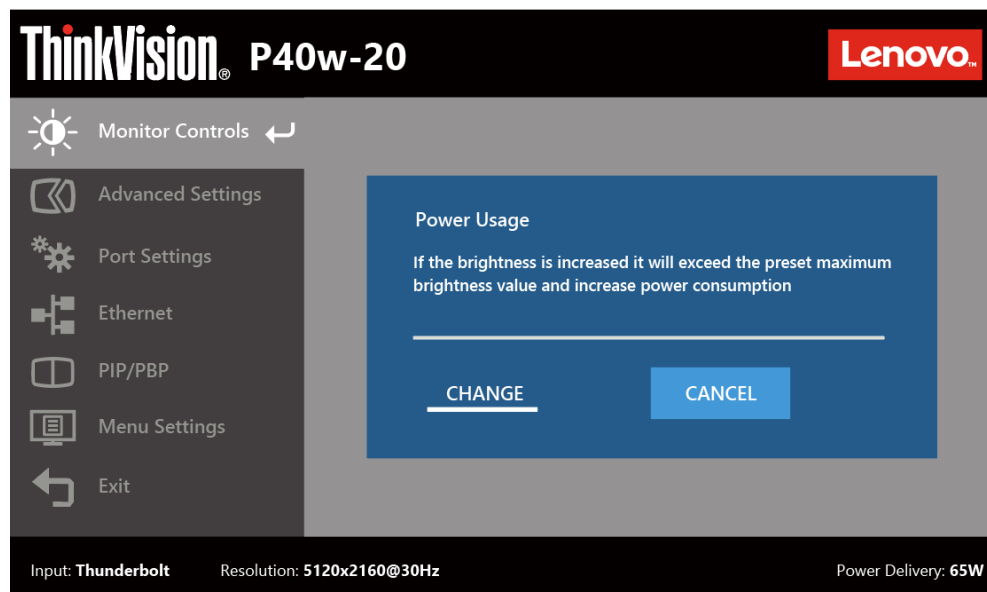 ThinkVision® P40w-20
Lenovo™
Monitor Controls
Advanced Settings
Port Settings
Ethernet
PIP/PBP
Menu Settings
Exit
Power Usage
If the brightness is increased it will exceed the preset maximum
brightness value and increase power consumption
CHANGE CANCEL
Input: Thunderbolt Resolution: 5120x2160@30Hz Power Delivery: 65W